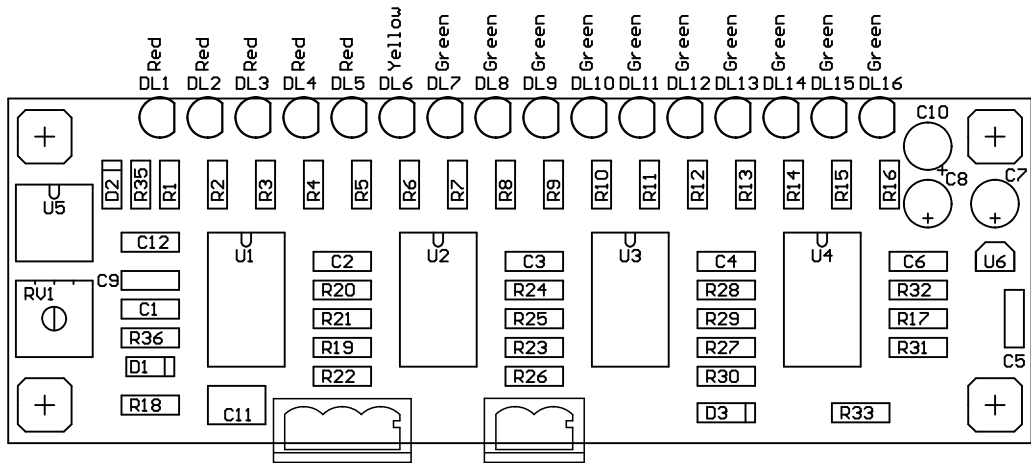 Red Red Red Red Red Yellow Green Green Green Green Green Green Green Green Green Green
DL1 DL2 DL3 DL4 DL5 DL6 DL7 DL8 DL9 DL10 DL11 DL12 DL13 DL14 DL15 DL16
C10
D2 R35 R1 R2 R3 R4 R5 R6 R7 R8 R9 R10 R11 R12 R13 R14 R15 R16 C8 C7
U5
C12 U1 C2 U2 C3 U3 C4 U4 C6 U6
C9
RV1 R20 R24 R28 R32
C1 R21 R25 R29 R17
R36 R19 R23 R27 R31
D1 C5
R22 R26 R30
R18 C11 D3 R33